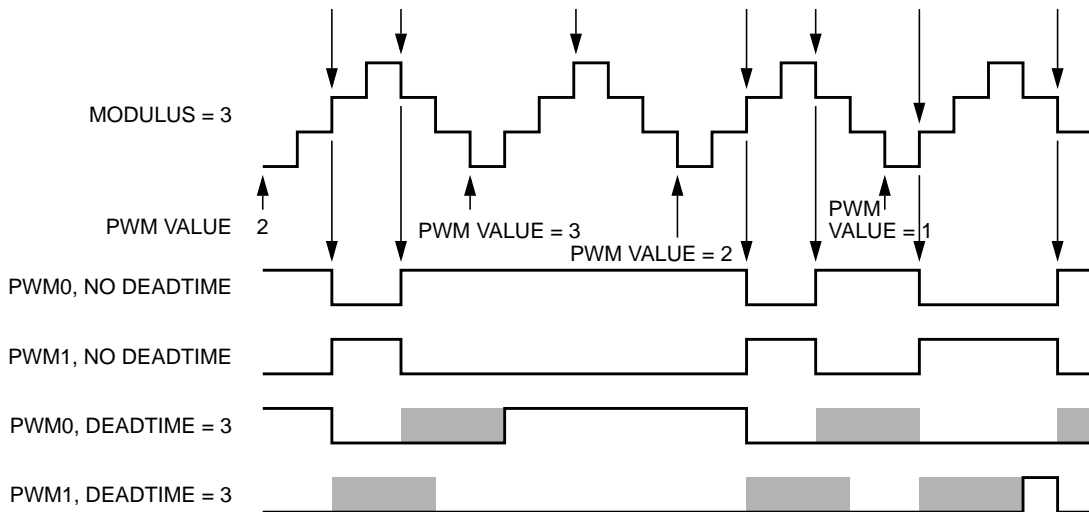 MODULUS = 3
PWM VALUE 2
PWM VALUE = 3
PWM VALUE = 2
PWM
VALUE = 1
PWM0, NO DEADTIME
PWM1, NO DEADTIME
PWM0, DEADTIME = 3
PWM1, DEADTIME = 3